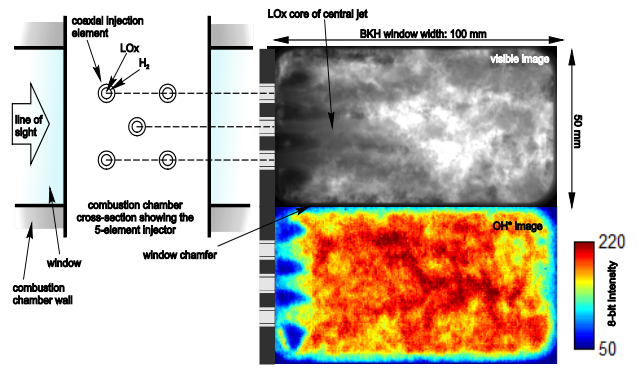 coaxial injection
element
LOx
H₂
LOx core of central jet
BKH window width: 100 mm
visible image
50 mm
line of
sight
combustion chamber
cross-section showing the
5-element injector
window
window chamfer
combustion
chamber wall
OH* image
220
8-bit intensity
50